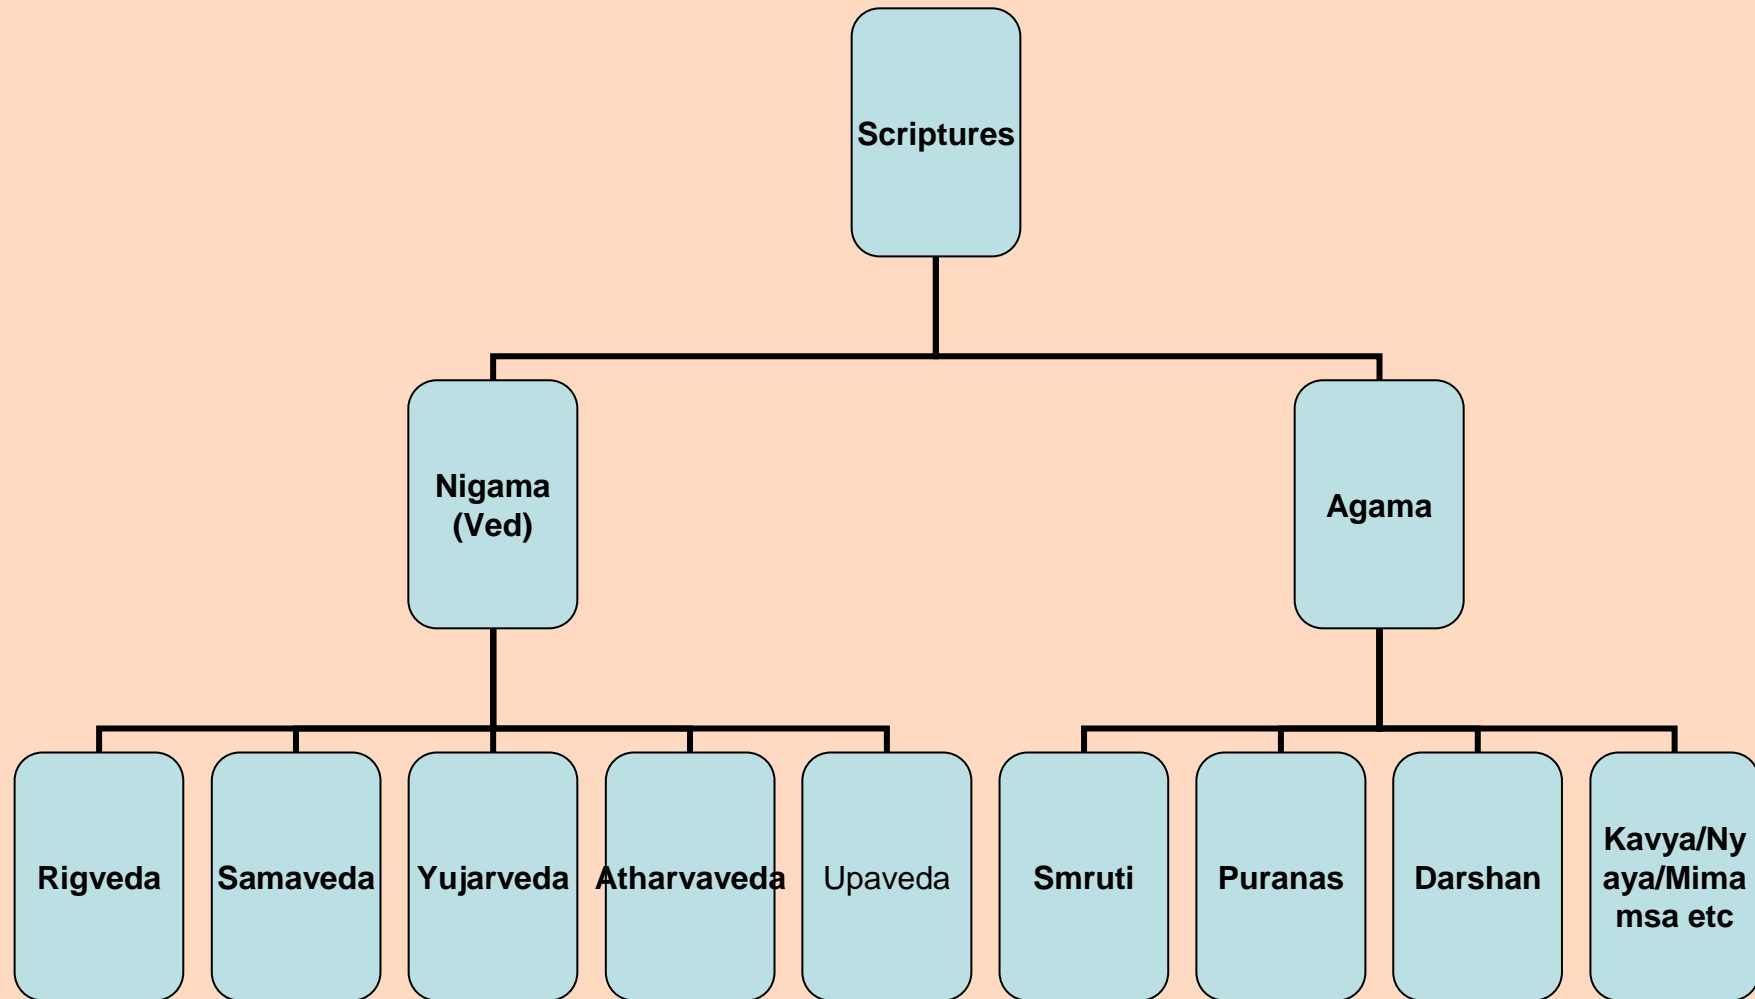 Scriptures
Nigama
(Ved)
Agama
Rigveda
Samaveda
Yujarveda
Atharvaveda
Upaveda
Smruti
Puranas
Darshan
Kavya/Ny
aya/Mima
msa etc